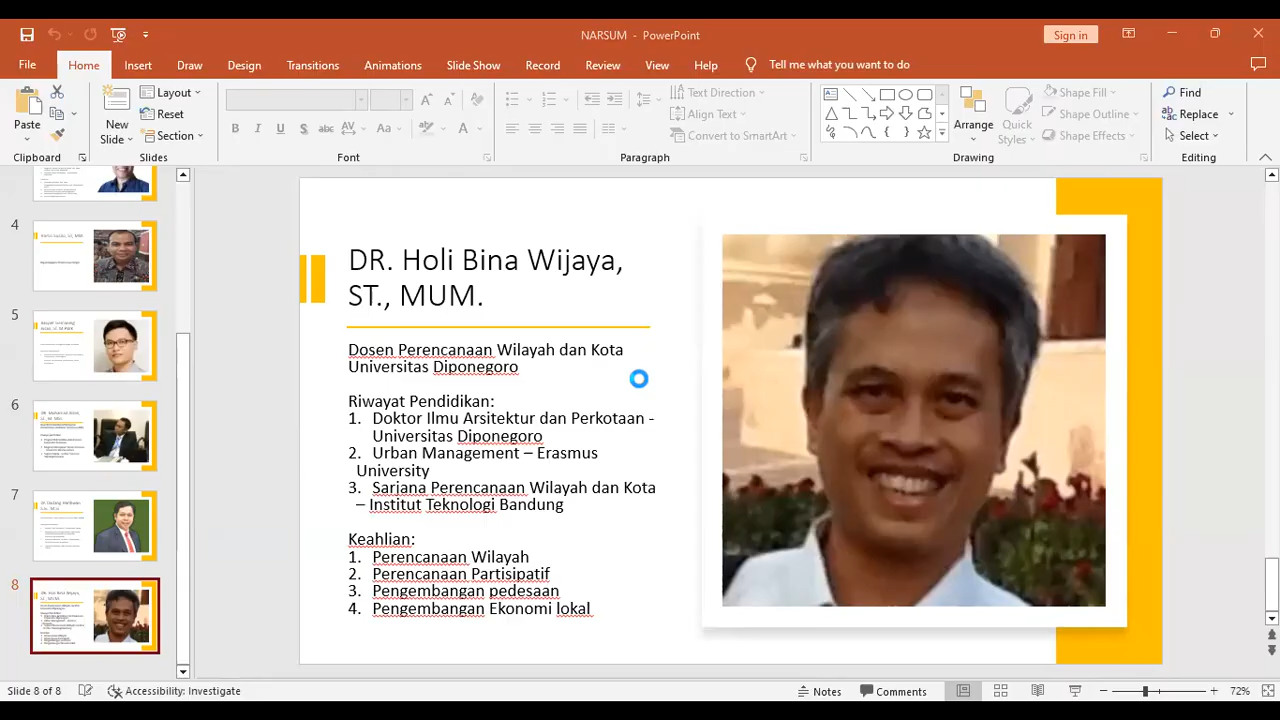 NARSUM - PowerPoint
Sign in
File Home Insert Draw Design Transitions Animations Slide Show Record Review View Help Tell me what you want to do
Paste
Clipboard
New
Slide
Layout
Reset
Section
Slides
Font
Text Direction
Align Text
Convert to SmartArt
Paragraph
Arrange
Quick
Styles
Shape Fill
Shape Outline
Shape Effects
Drawing
Find
Replace
Select
Editing
4
5
6
7
8
DR. Holi Bina Wijaya,
ST., MUM.
Dosen Perencanaan Wilayah dan Kota
Universitas Diponegoro
Riwayat Pendidikan:
1. Doktor Ilmu Arsitektur dan Perkotaan -
Universitas Diponegoro
2. Urban Management – Erasmus
University
3. Sarjana Perencanaan Wilayah dan Kota
– Institut Teknologi Bandung
Keahlian:
1. Perencanaan Wilayah
2. Perencanaan Partisipatif
3. Pengembangan Pedesaan
4. Pengembangan Ekonomi lokal
Slide 8 of 8
Accessibility: Investigate
Notes
Comments
72%